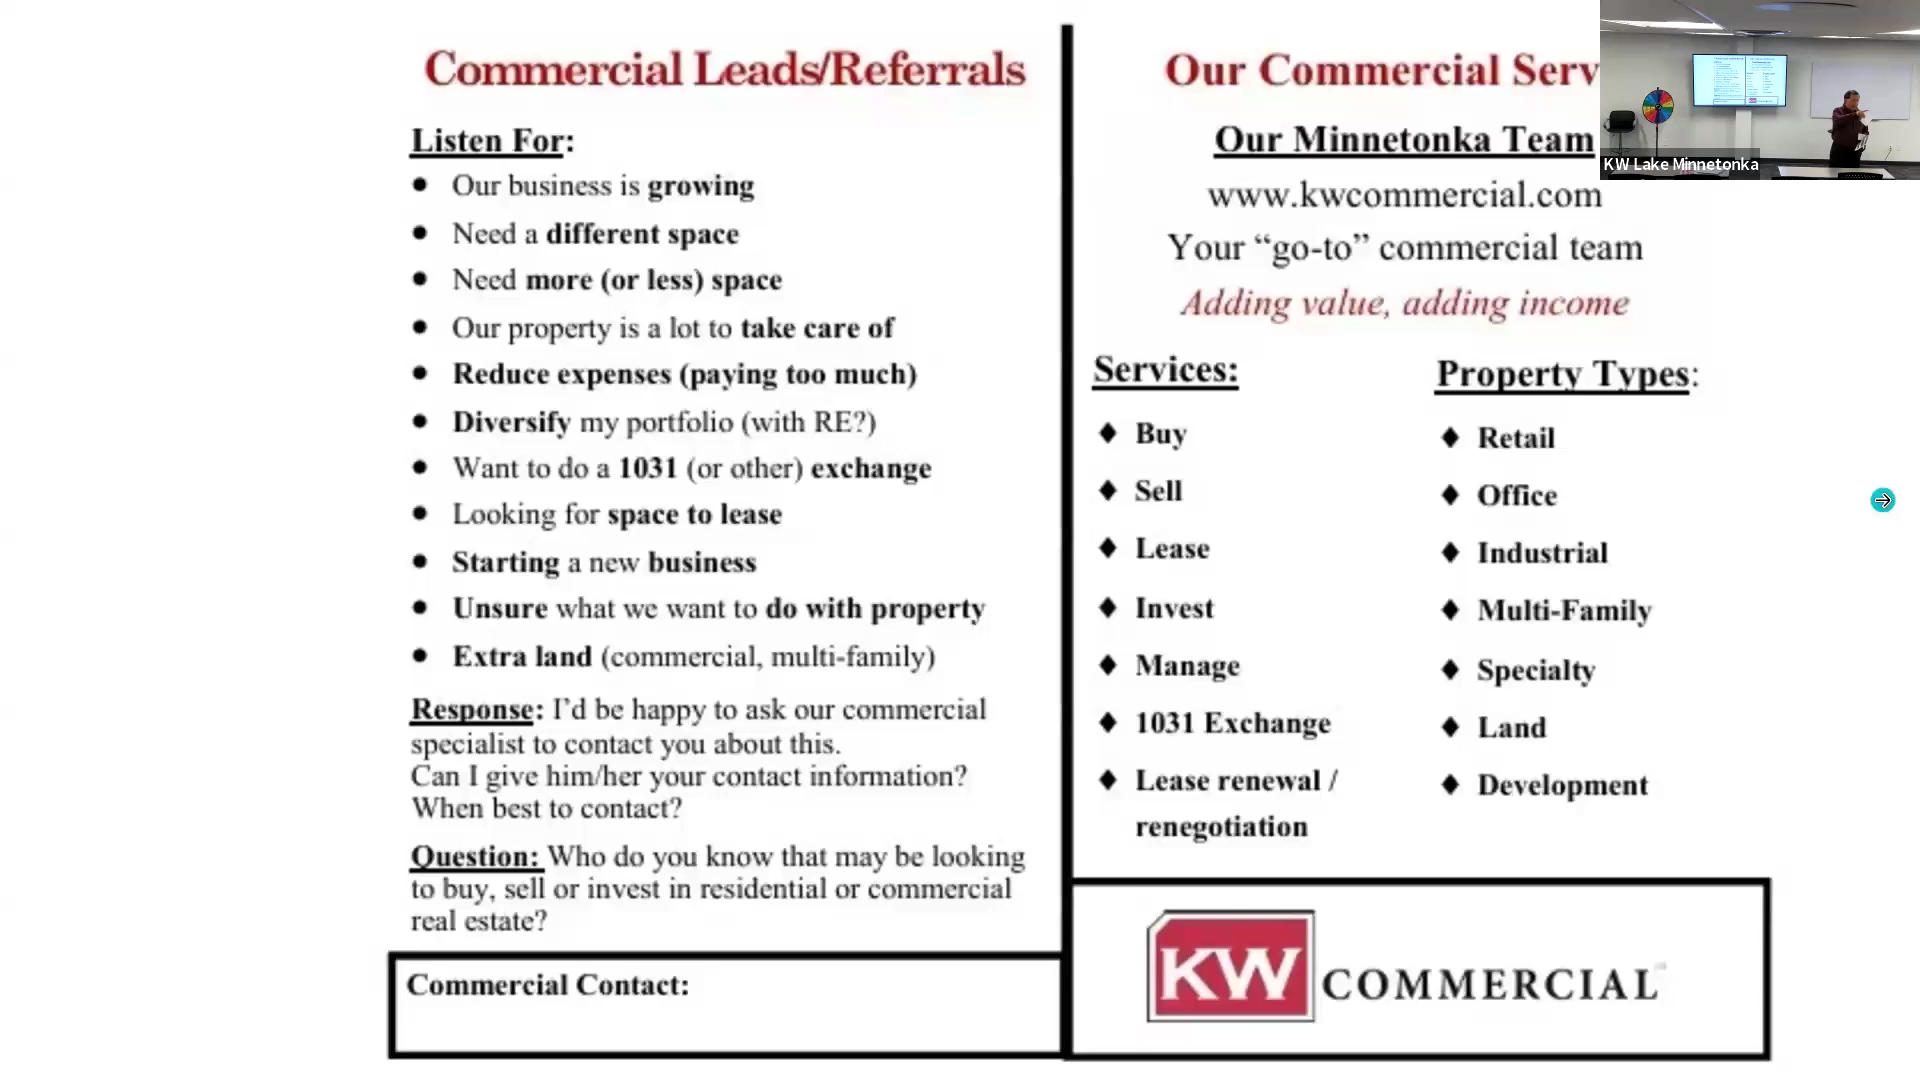 Commercial Leads/Referrals
Listen For:
• Our business is growing
• Need a different space
• Need more (or less) space
• Our property is a lot to take care of
• Reduce expenses (paying too much)
• Diversify my portfolio (with RE?)
• Want to do a 1031 (or other) exchange
• Looking for space to lease
• Starting a new business
• Unsure what we want to do with property
• Extra land (commercial, multi-family)
Response: I’d be happy to ask our commercial
specialist to contact you about this.
Can I give him/her your contact information?
When best to contact?
Question: Who do you know that may be looking
to buy, sell or invest in residential or commercial
real estate?
Commercial Contact:
Our Commercial Serv
Our Minnetonka Team
www.kwcommercial.com
Your “go-to” commercial team
Adding value, adding income
Services:
♦ Buy
♦ Sell
♦ Lease
♦ Invest
♦ Manage
♦ 1031 Exchange
♦ Lease renewal /
renegotiation
Property Types:
♦ Retail
♦ Office
♦ Industrial
♦ Multi-Family
♦ Specialty
♦ Land
♦ Development
KW COMMERCIAL
KW Lake Minnetonka